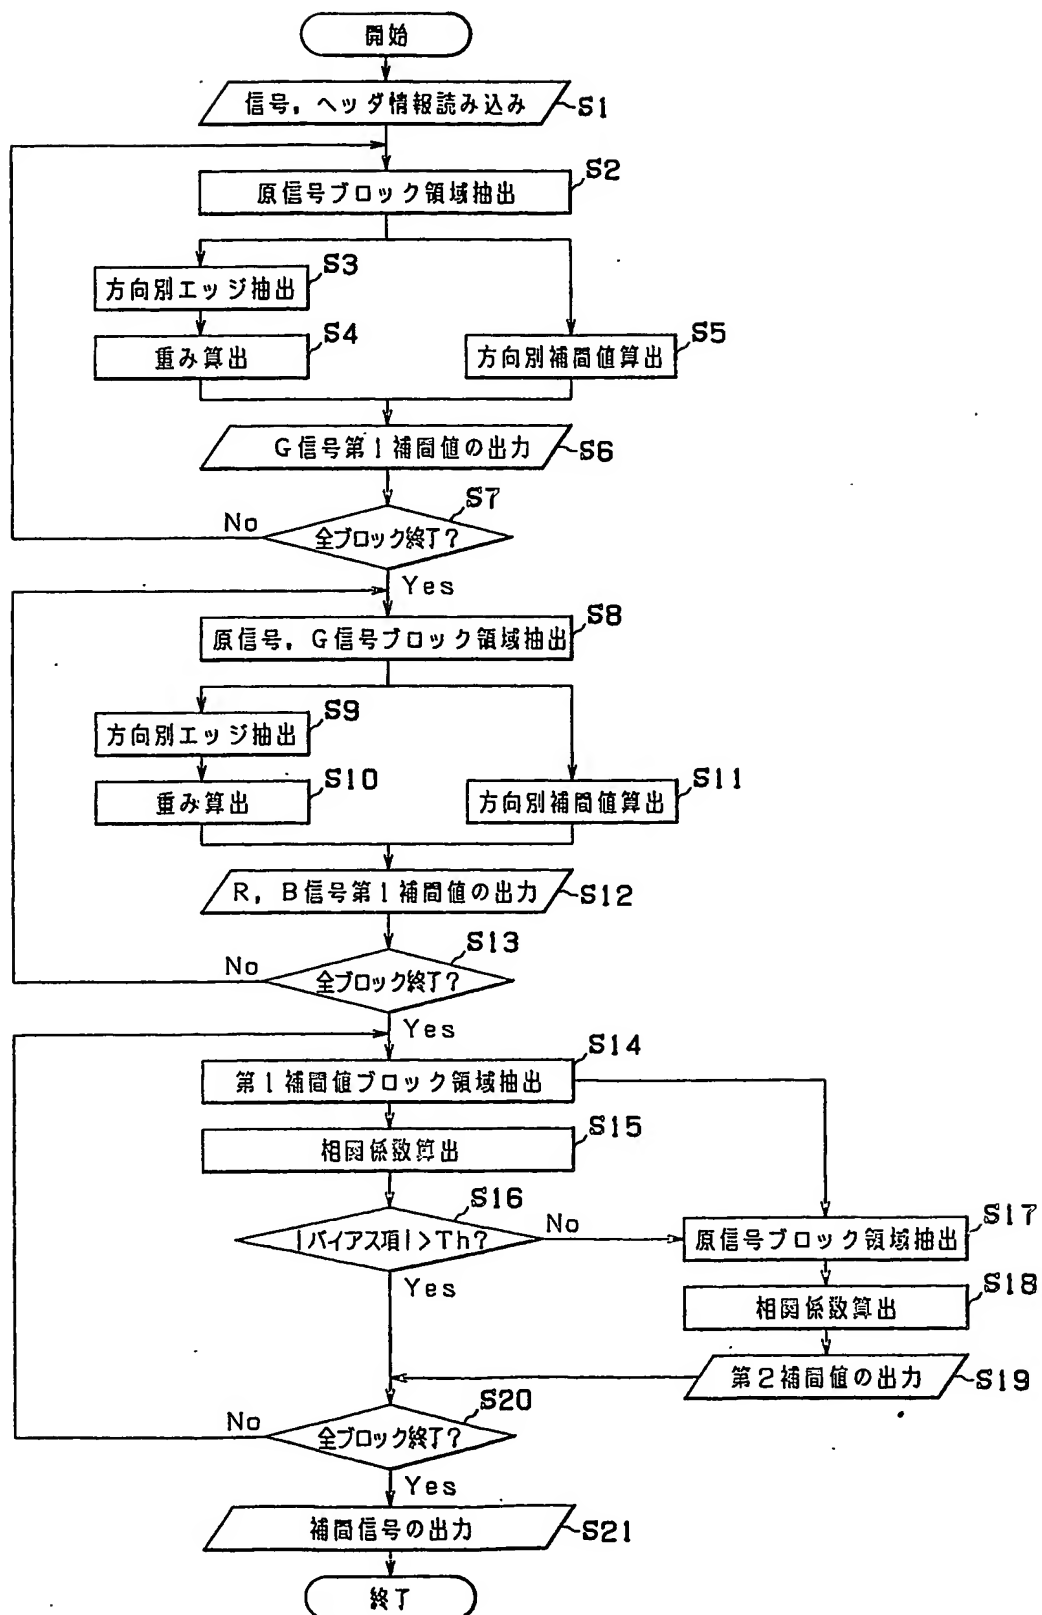 開始
信号，ヘッダ情報読み込み
S1
S2
原信号ブロック領域抽出
S3
方向別エッジ抽出
S4
重み算出
S5
方向別補間値算出
G信号第1補間値の出力
S6
S7
No
全ブロック終了？
Yes
S8
原信号，G信号ブロック領域抽出
S9
方向別エッジ抽出
S10
重み算出
S11
方向別補間値算出
R，B信号第1補間値の出力
S12
S13
No
全ブロック終了？
Yes
S14
第1補間値ブロック領域抽出
S15
相関係数算出
S16
|バイアス項|>Th？
No
Yes
S17
原信号ブロック領域抽出
S18
相関係数算出
第2補間値の出力
S19
S20
No
全ブロック終了？
Yes
補間信号の出力
S21
終了